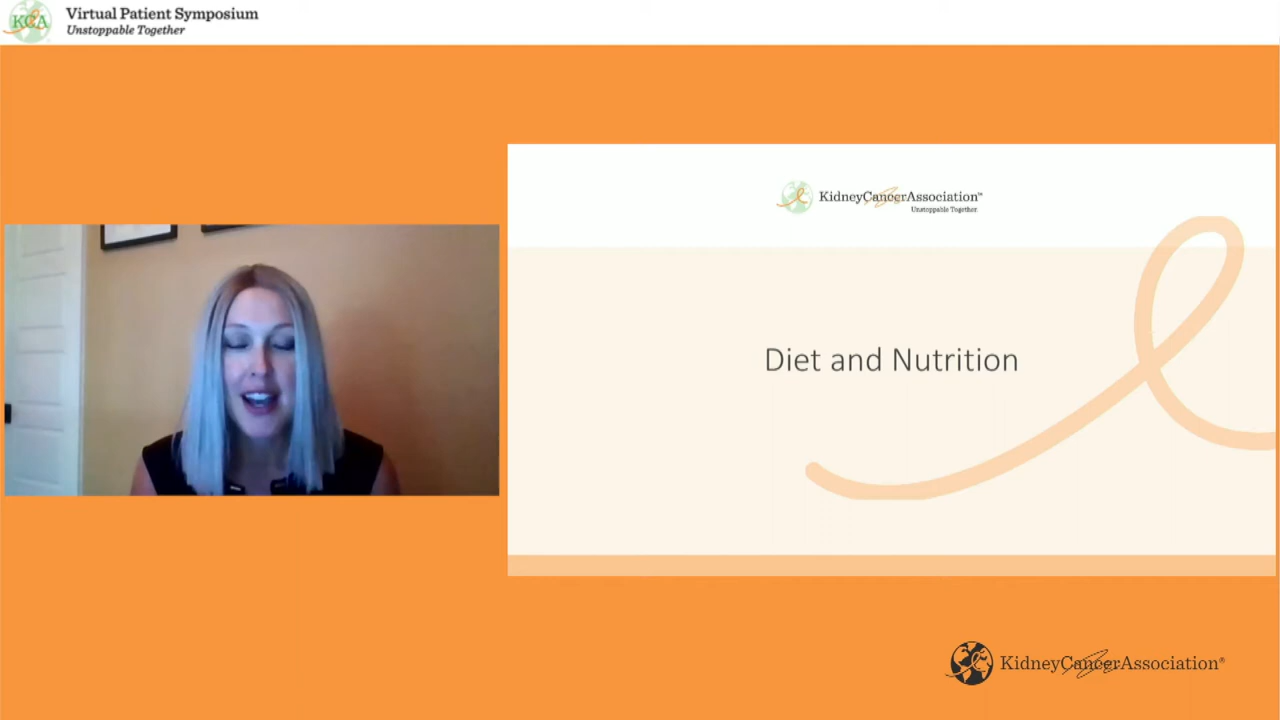 KCA
Virtual Patient Symposium
Unstoppable Together
KidneyCancerAssociation™
Unstoppable Together.
Diet and Nutrition
KidneyCancerAssociation®